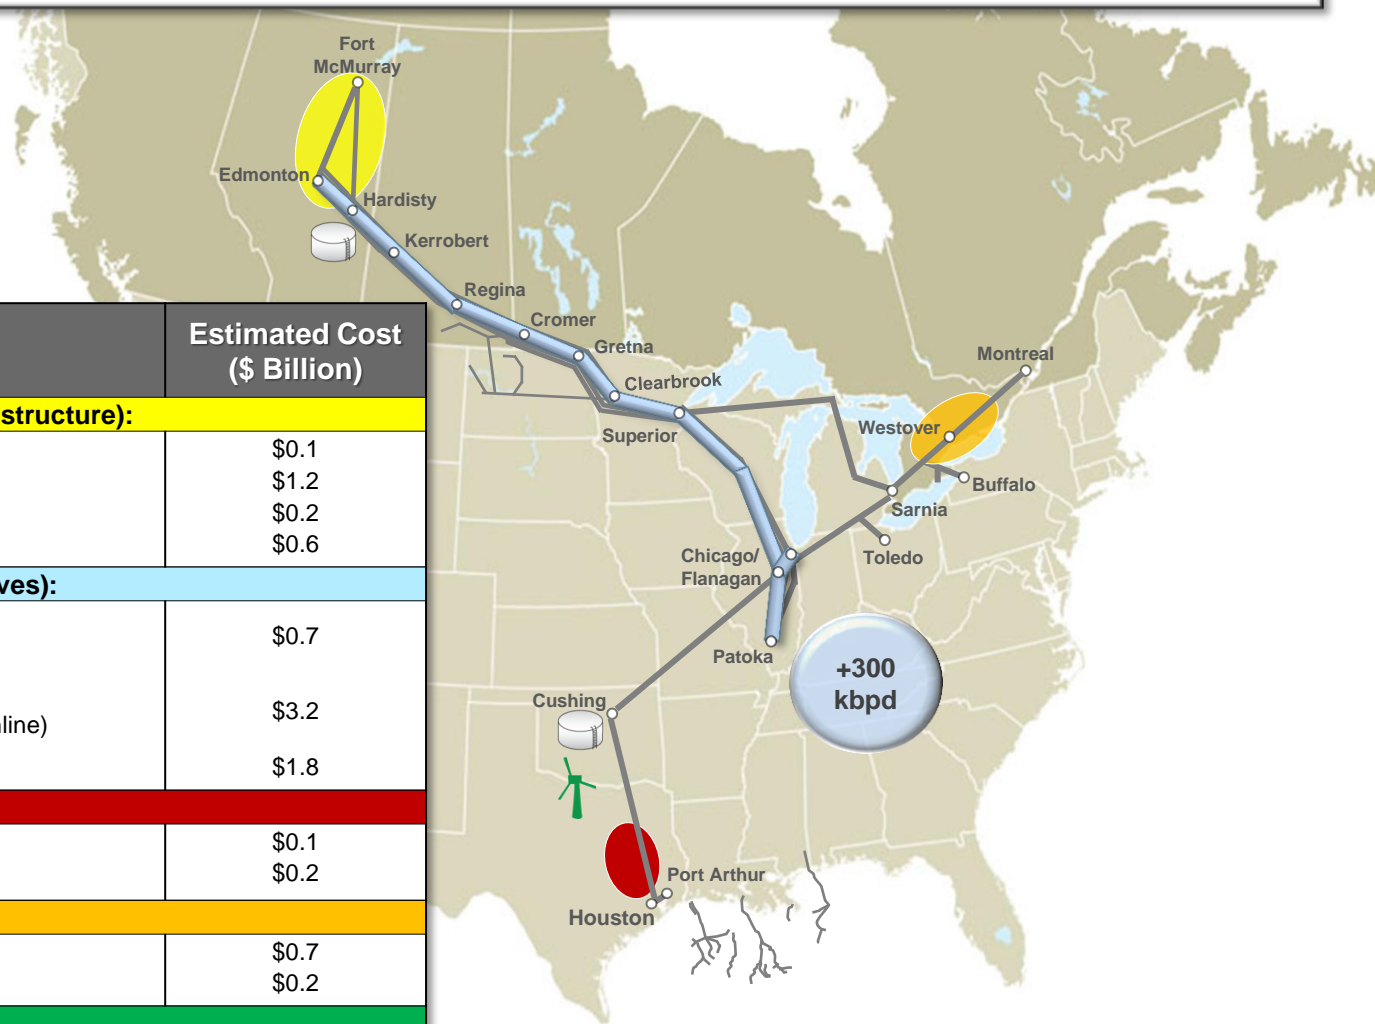 Fort
McMurray
Edmonton
Hardisty
Kerrobert
Regina
Cromer
Gretna
Clearbrook
Superior
Montreal
Westover
Buffalo
Sarnia
Toledo
Chicago/
Flanagan
Patoka
+300
kbpd
Cushing
Port Arthur
Houston
Estimated Cost
($ Billion)
structure):
$0.1
$1.2
$0.2
$0.6
ves):
$0.7
$3.2
nline)
$1.8
$0.1
$0.2
$0.7
$0.2